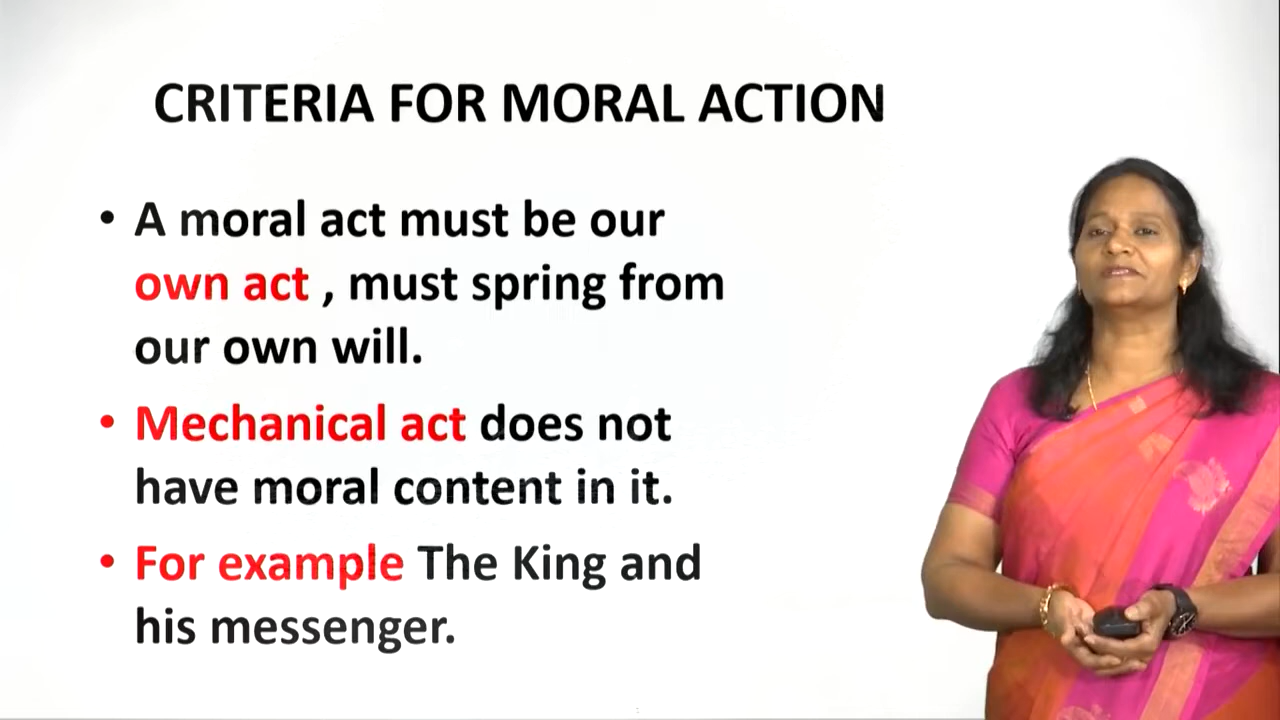 CRITERIA FOR MORAL ACTION
• A moral act must be our
own act , must spring from
our own will.
• Mechanical act does not
have moral content in it.
• For example The King and
his messenger.